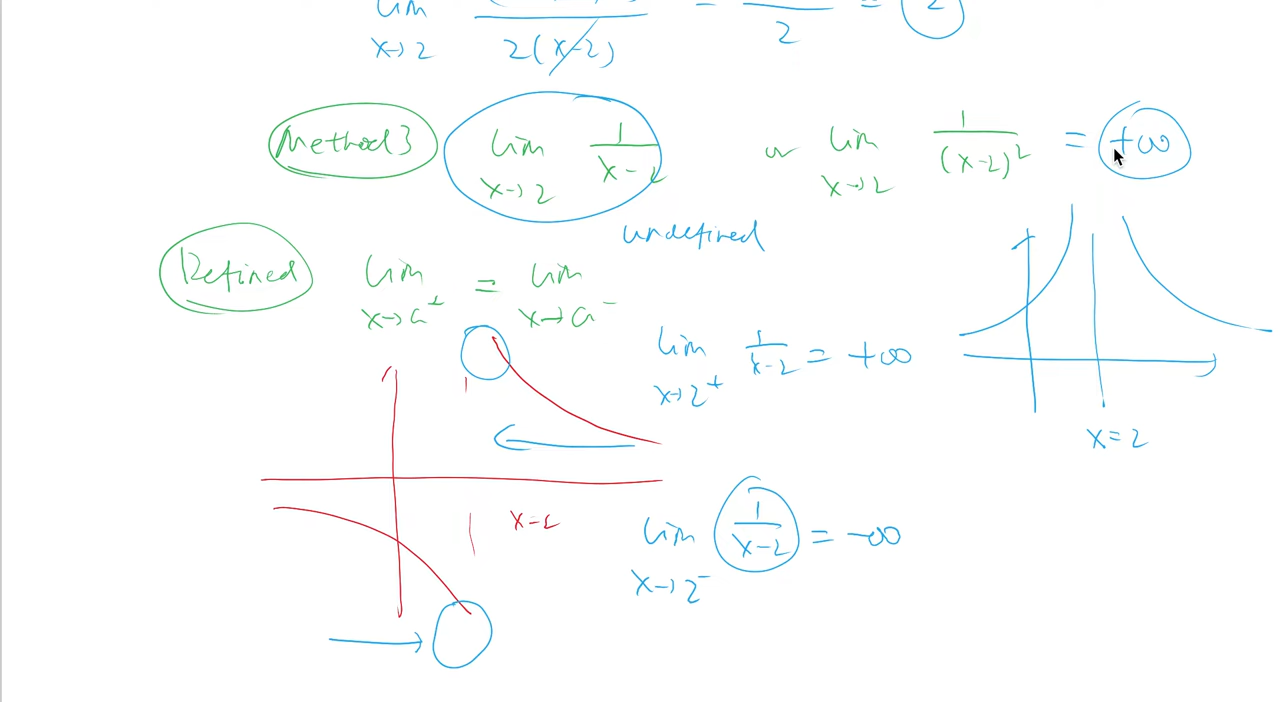 lim x→2 2(x-2) = 2 = 2
Method 3 lim x→2 1/(x-2) or lim x→2 1/(x-2)² = +∞
undefined
Refined lim x→a⁺ = lim x→a⁻
lim x→2⁺ 1/(x-2) = +∞
x=2
x=2
lim x→2⁻ 1/(x-2) = -∞